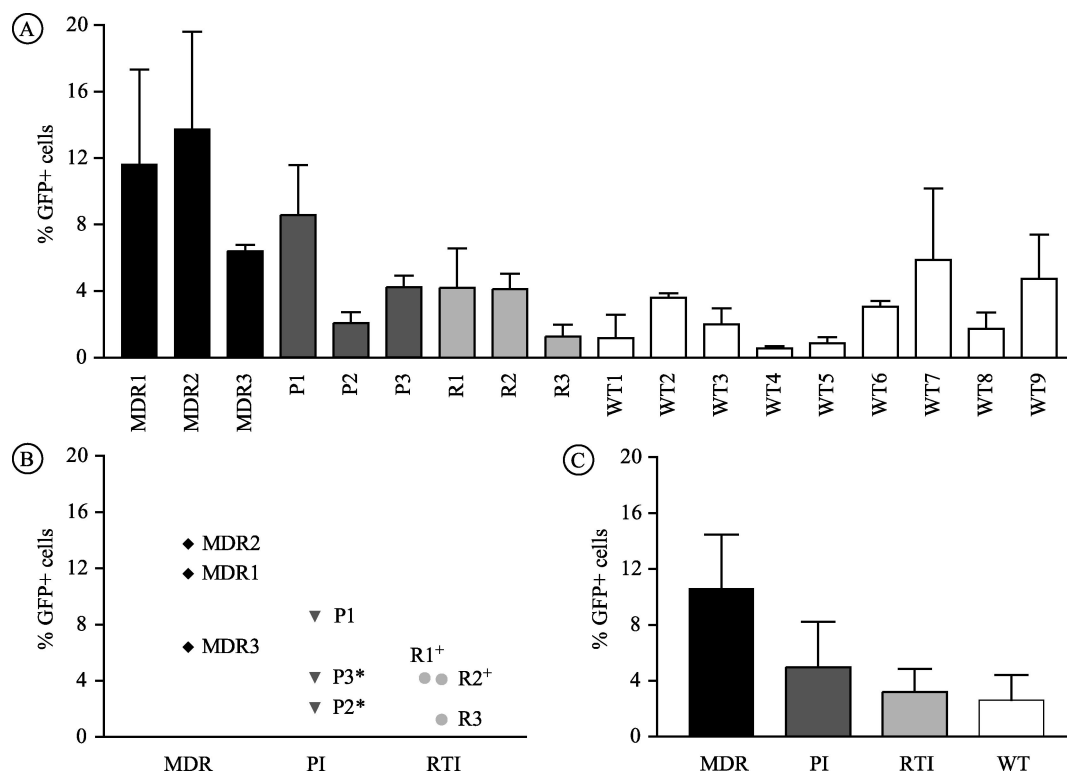 A
% GFP+ cells
20
16
12
8
4
0
MDR1 MDR2 MDR3 P1 P2 P3 R1 R2 R3 WT1 WT2 WT3 WT4 WT5 WT6 WT7 WT8 WT9
B
% GFP+ cells
20
16
12
8
4
0
MDR2
MDR1
MDR3
P1
P3*
P2*
R1+
R2+
R3
MDR PI RTI
C
% GFP+ cells
20
16
12
8
4
0
MDR PI RTI WT